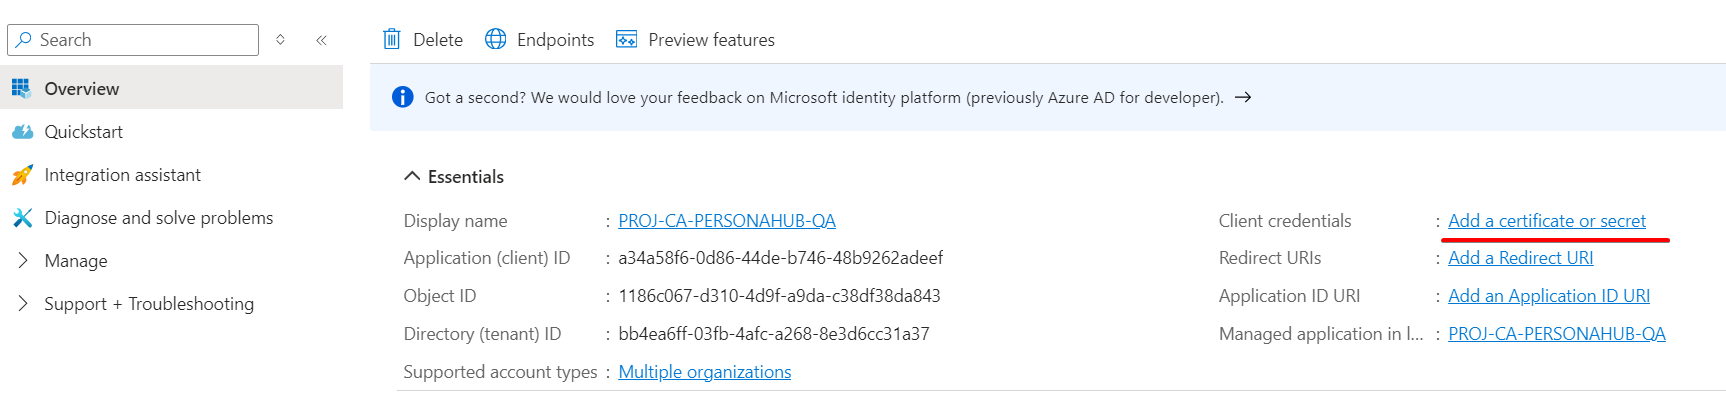 Search
Delete
Endpoints
Preview features
Overview
Got a second? We would love your feedback on Microsoft identity platform (previously Azure AD for developer).
Quickstart
Integration assistant
Diagnose and solve problems
Manage
Support + Troubleshooting
Essentials
Display name : PROJ-CA-PERSONAHUB-QA
Application (client) ID : a34a58f6-0d86-44de-b746-48b9262adeef
Object ID : 1186c067-d310-4d9f-a9da-c38df38da843
Directory (tenant) ID : bb4ea6ff-03fb-4afc-a268-8e3d6cc31a37
Supported account types : Multiple organizations
Client credentials : Add a certificate or secret
Redirect URIs : Add a Redirect URI
Application ID URI : Add an Application ID URI
Managed application in l... : PROJ-CA-PERSONAHUB-QA